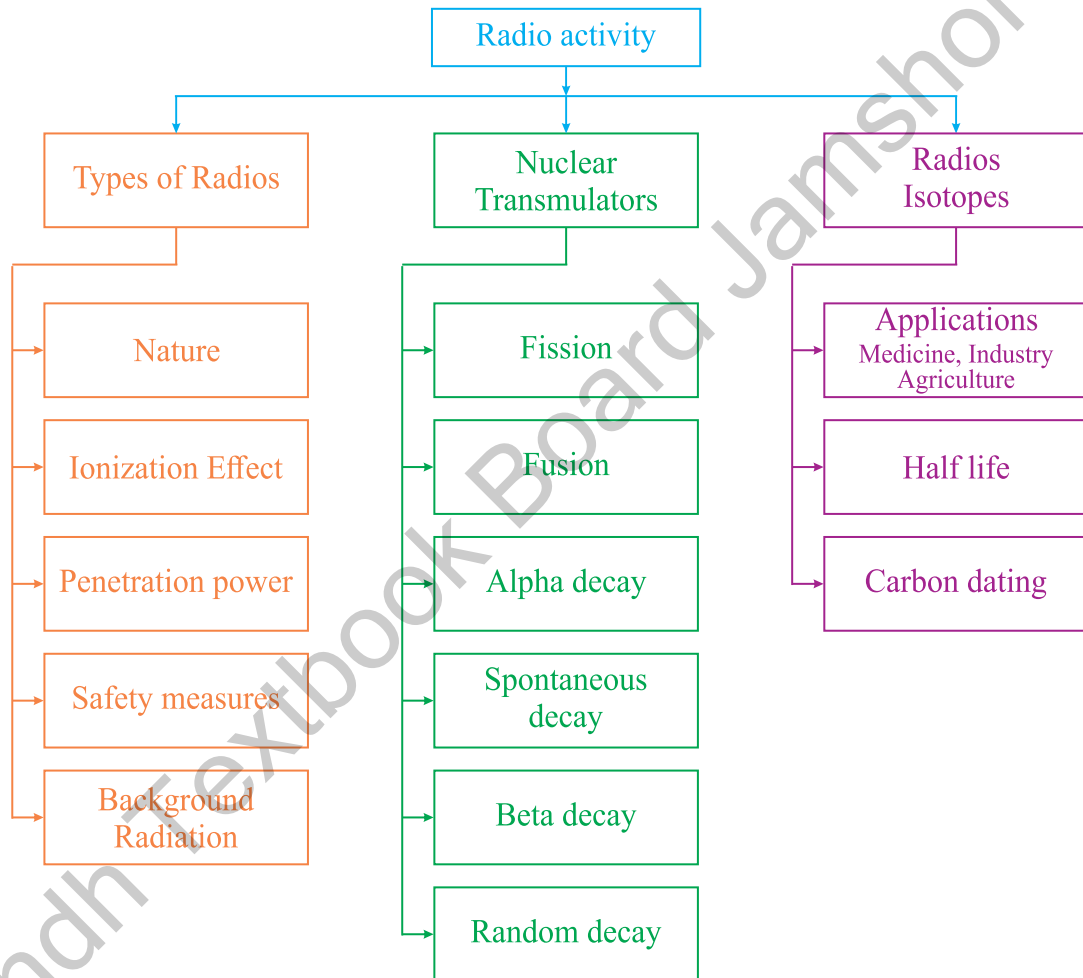 Radio activity
Types of Radios
Nature
Ionization Effect
Penetration power
Safety measures
Background
Radiation
Nuclear
Transmulators
Fission
Fusion
Alpha decay
Spontaneous
decay
Beta decay
Random decay
Radios
Isotopes
Applications
Medicine, Industry
Agriculture
Half life
Carbon dating
ndh Textbook Board Jamshor